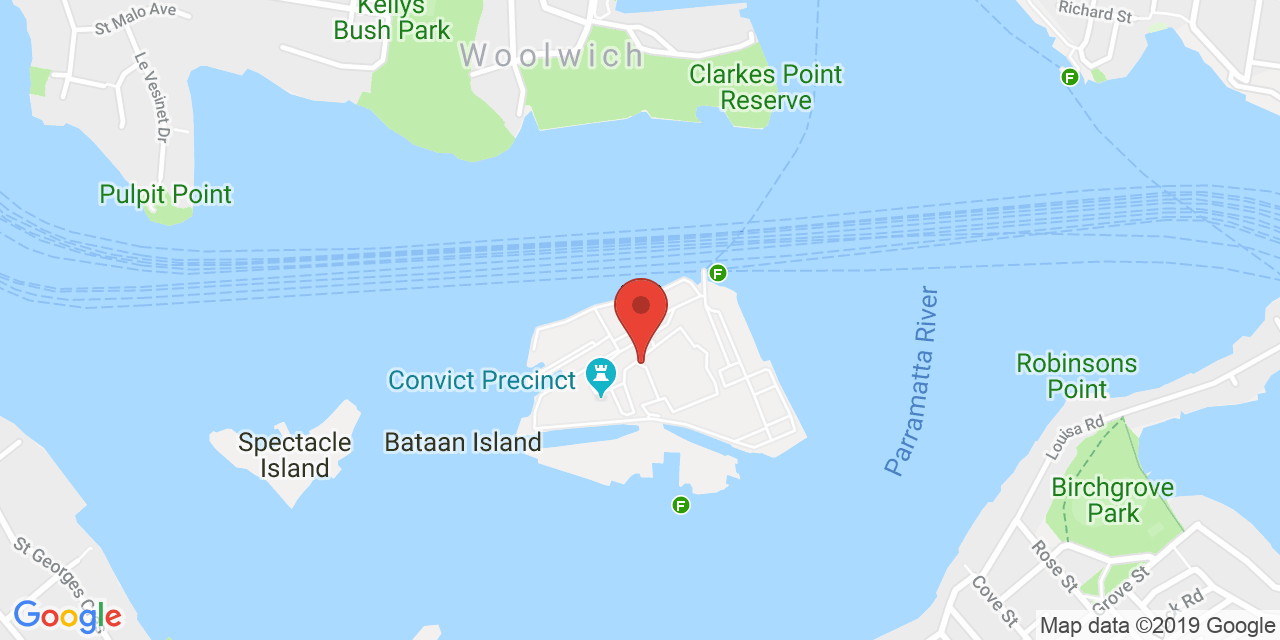 Kellys
Bush Park
St Malo Ave
Richard St
Woolwich
Le Vesinet Dr
Clarkes Point
Reserve
F
Pulpit Point
F
Parramatta River
Convict Precinct
Robinsons
Point
Louisa Rd
Spectacle
Island
Bataan Island
Birchgrove
Park
F
St Georges
Rose St
Cove St
Grove St
Rd
Google
Map data ©2019 Google